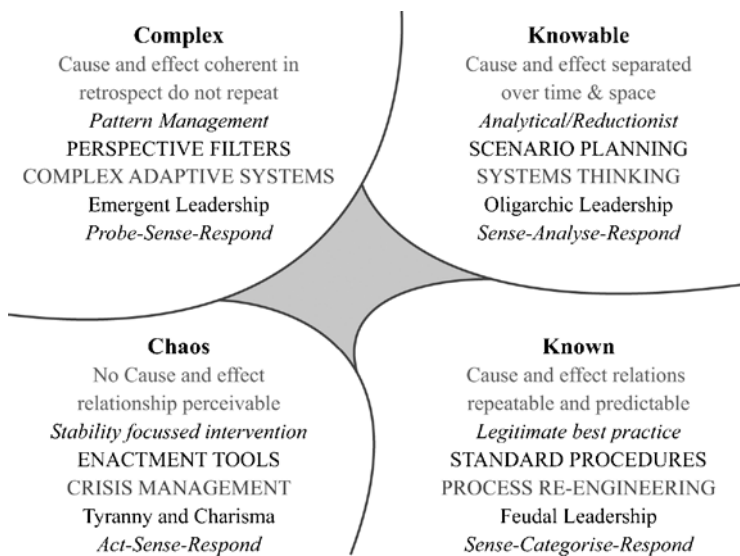 Complex
Cause and effect coherent in
retrospect do not repeat
Pattern Management
PERSPECTIVE FILTERS
COMPLEX ADAPTIVE SYSTEMS
Emergent Leadership
Probe-Sense-Respond
Knowable
Cause and effect separated
over time & space
Analytical/Reductionist
SCENARIO PLANNING
SYSTEMS THINKING
Oligarchic Leadership
Sense-Analyse-Respond
Chaos
No Cause and effect
relationship perceivable
Stability focussed intervention
ENACTMENT TOOLS
CRISIS MANAGEMENT
Tyranny and Charisma
Act-Sense-Respond
Known
Cause and effect relations
repeatable and predictable
Legitimate best practice
STANDARD PROCEDURES
PROCESS RE-ENGINEERING
Feudal Leadership
Sense-Categorise-Respond